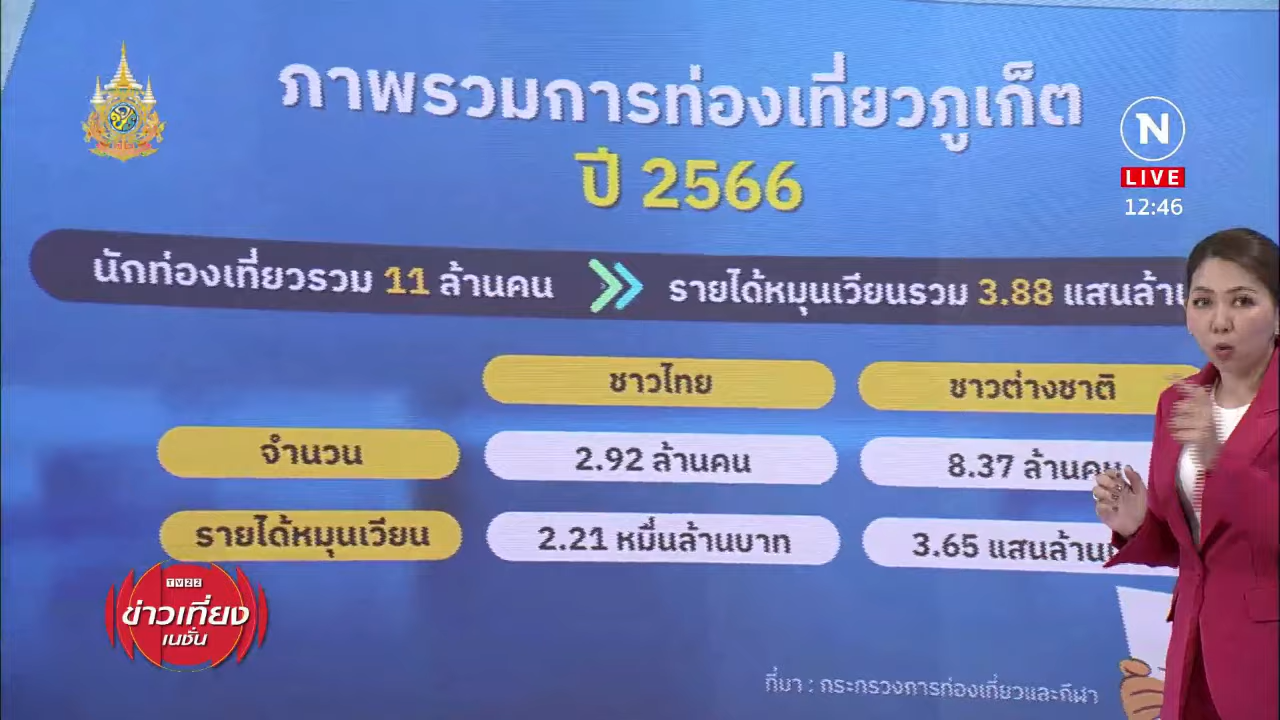 ภาพรวมการท่องเที่ยวภูเก็ต
ปี 2566
N
LIVE
12:46
นักท่องเที่ยวรวม 11 ล้านคน
รายได้หมุนเวียนรวม 3.88 แสนล้าน
ชาวไทย
ชาวต่างชาติ
จำนวน
2.92 ล้านคน
8.37 ล้านคน
รายได้หมุนเวียน
2.21 หมื่นล้านบาท
3.65 แสนล้าน
TV22
ข่าวเที่ยง
เนชั่น
ที่มา : กระทรวงการท่องเที่ยวและกีฬา